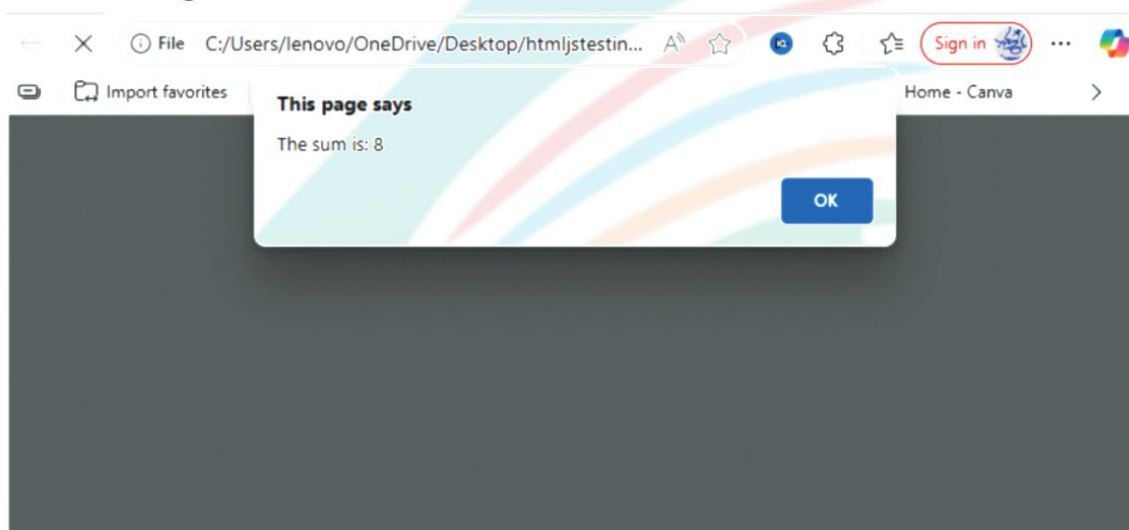 File C:/Users/lenovo/OneDrive/Desktop/htmljstestin... A Sign in ...
Import favorites Home - Canva
This page says
The sum is: 8
OK